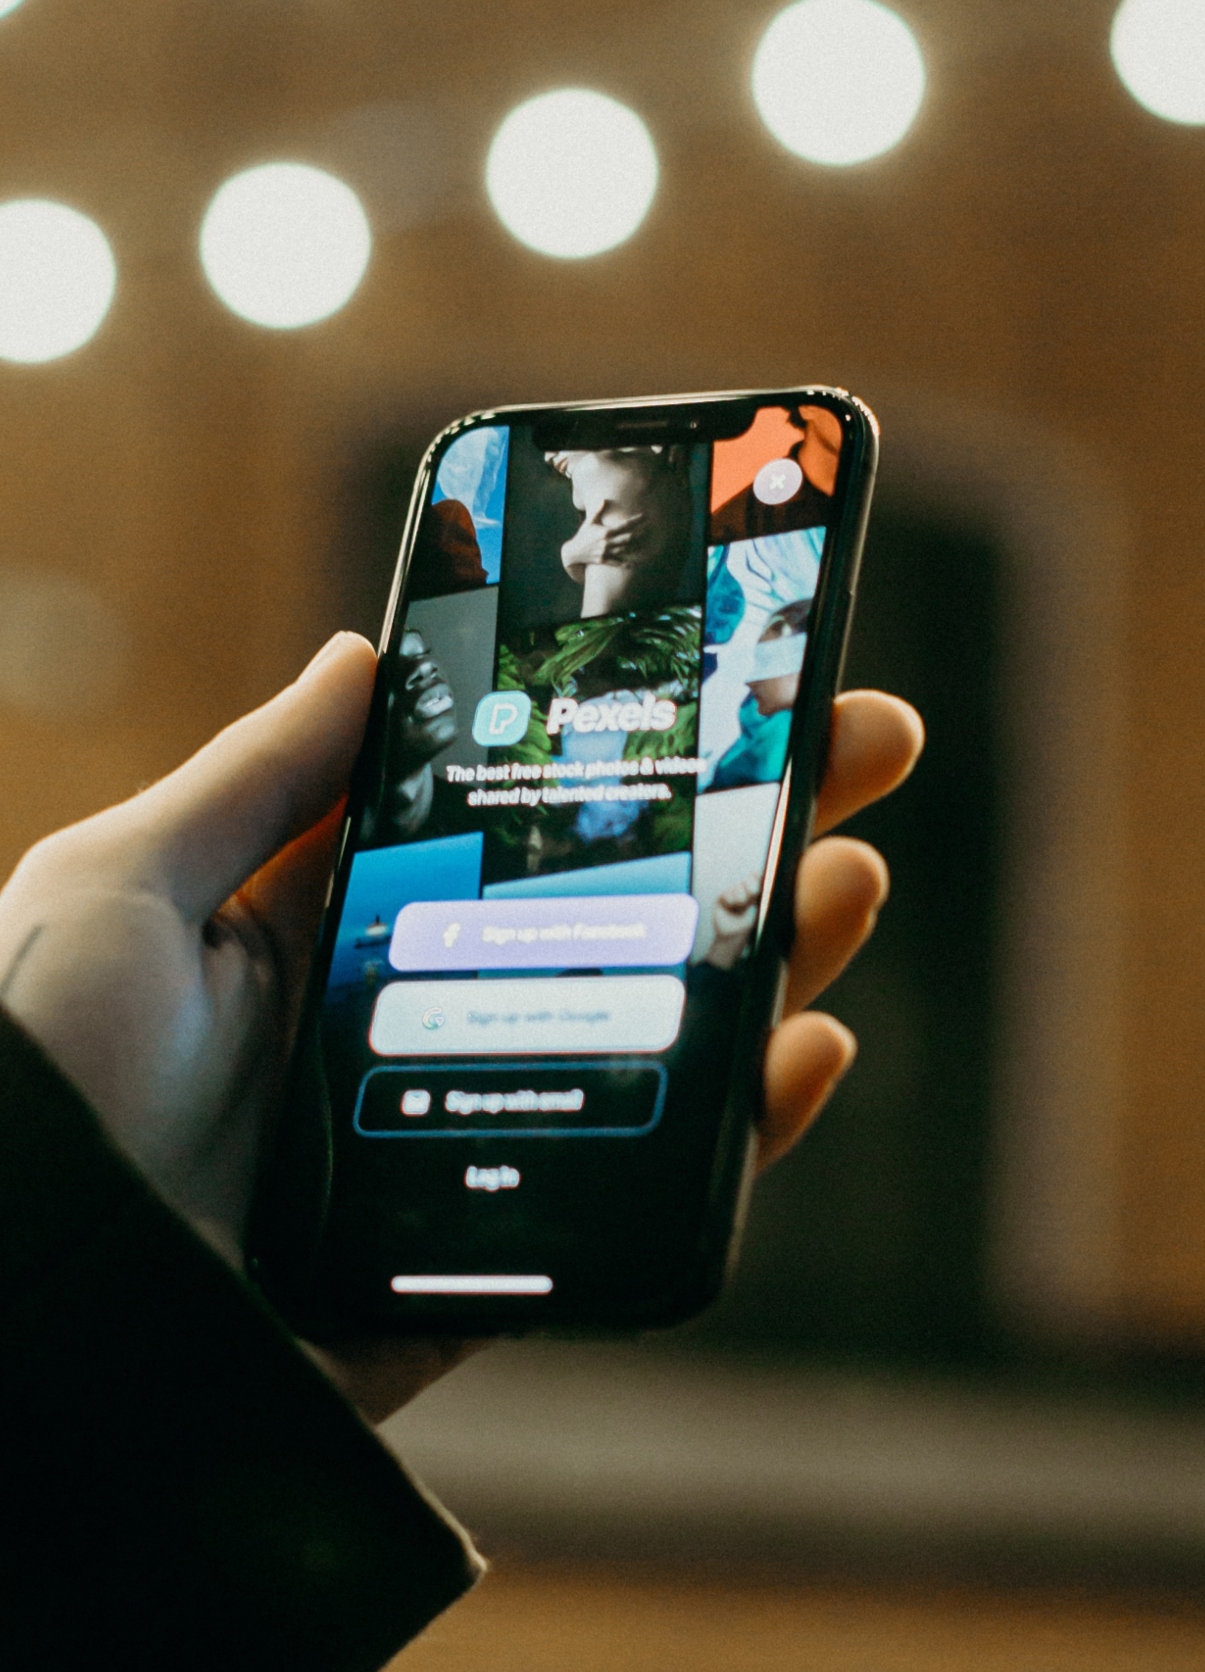 Pexels
The best free stock photos & videos
shared by talented creators.
Sign up with Facebook
Sign up with Google
Sign up with email
Log in